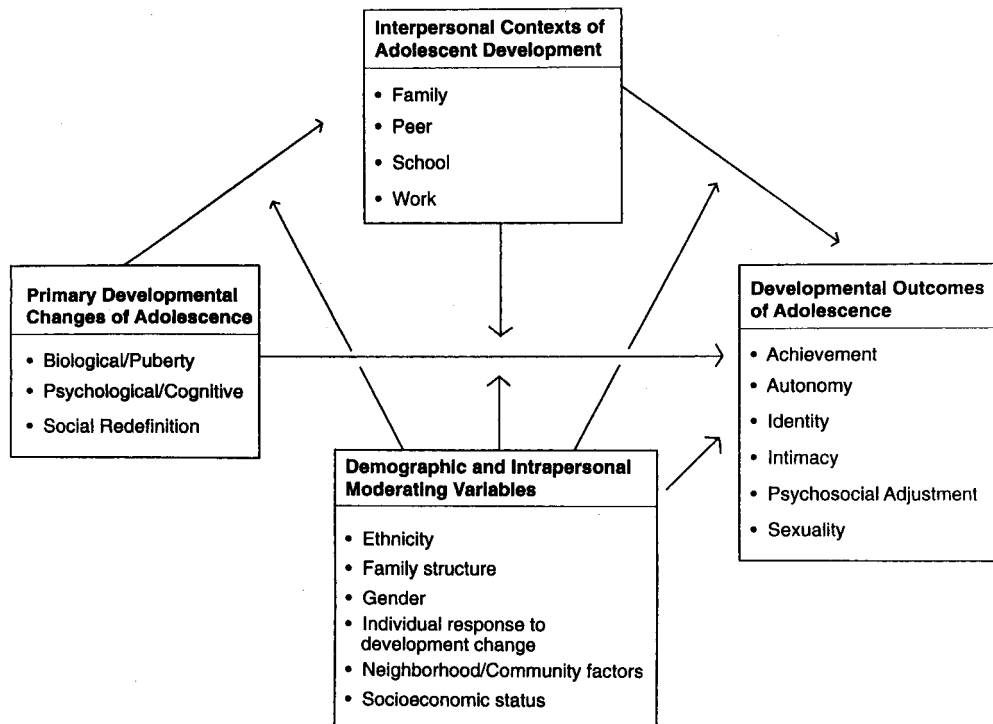 Interpersonal Contexts of
Adolescent Development
• Family
• Peer
• School
• Work
Primary Developmental
Changes of Adolescence
• Biological/Puberty
• Psychological/Cognitive
• Social Redefinition
Developmental Outcomes
of Adolescence
• Achievement
• Autonomy
• Identity
• Intimacy
• Psychosocial Adjustment
• Sexuality
Demographic and Intrapersonal
Moderating Variables
• Ethnicity
• Family structure
• Gender
• Individual response to
development change
• Neighborhood/Community factors
• Socioeconomic status